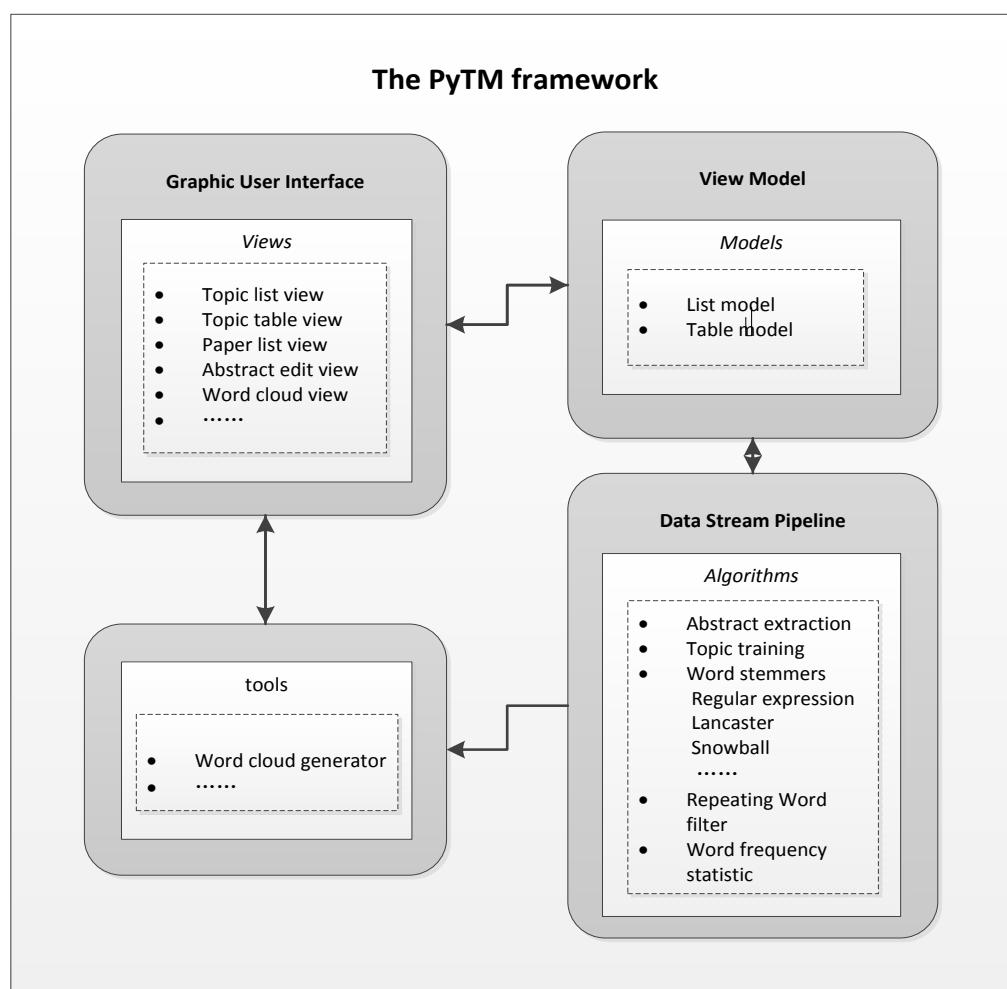 The PyTM framework
Graphic User Interface
Views
• Topic list view
• Topic table view
• Paper list view
• Abstract edit view
• Word cloud view
• ……
View Model
Models
• List model
• Table model
tools
• Word cloud generator
• ……
Data Stream Pipeline
Algorithms
• Abstract extraction
• Topic training
• Word stemmers
Regular expression
Lancaster
Snowball
……
• Repeating Word
filter
• Word frequency
statistic